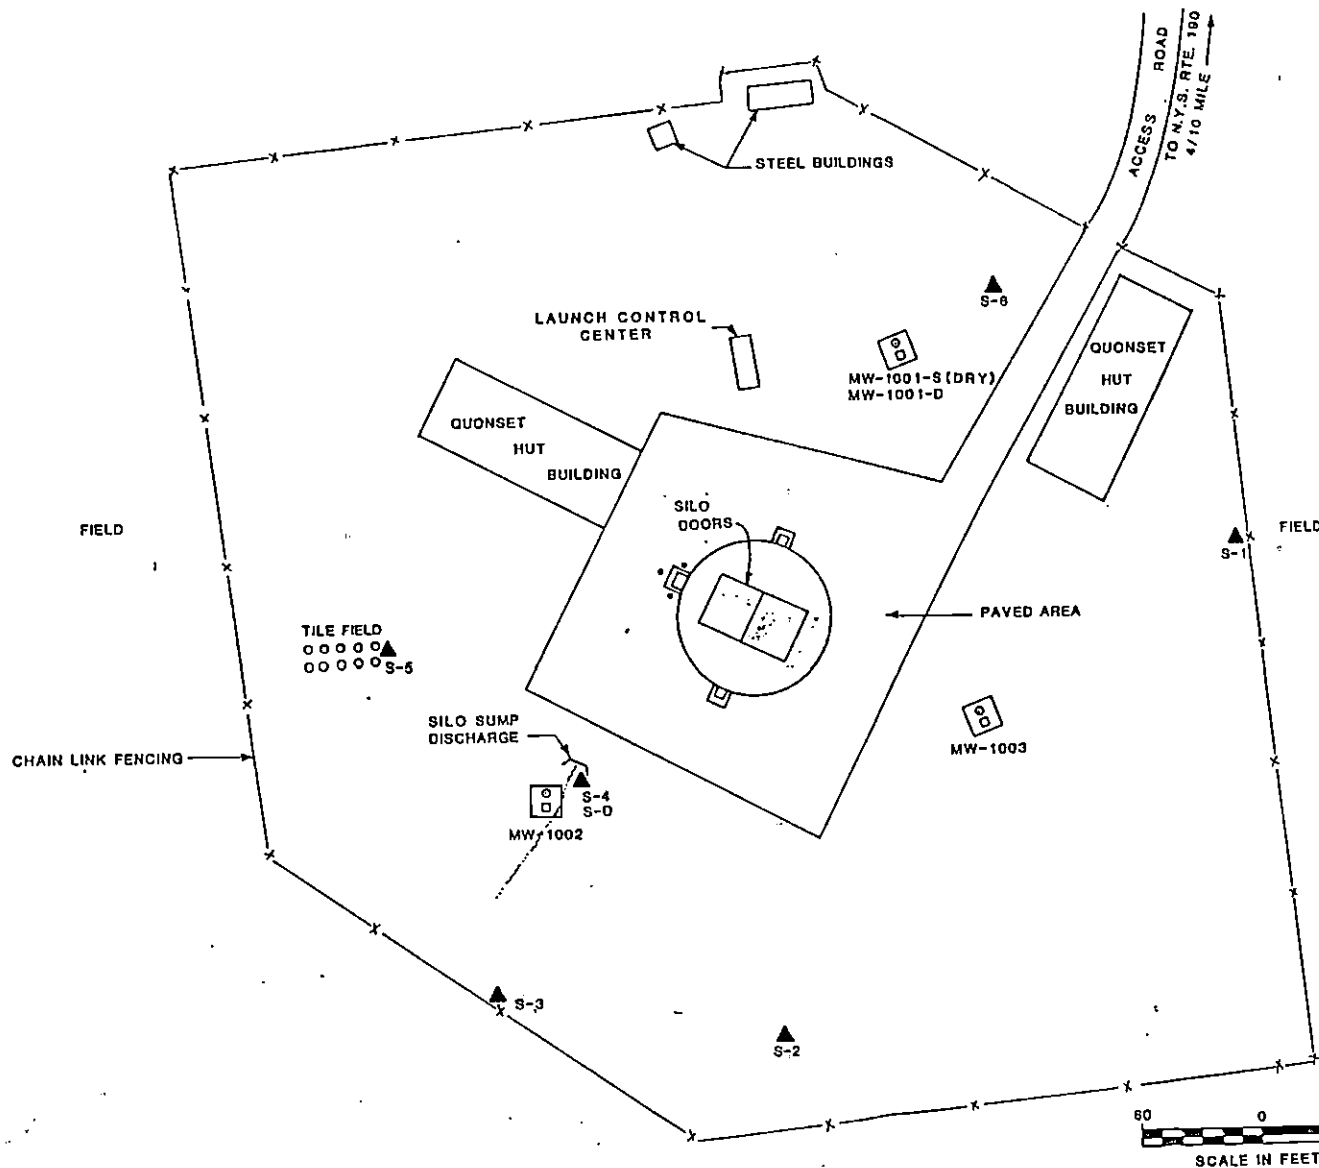 ACCESS ROAD
TO N.Y.S. RTE. 190
4/10 MILE
STEEL BUILDINGS
S-6
LAUNCH CONTROL
CENTER
MW-1001-S(DRY)
MW-1001-D
QUONSET
HUT
BUILDING
QUONSET
HUT
BUILDING
SILO
DOORS
FIELD
S-1
FIELD
PAVED AREA
TILE FIELD
S-5
SILO SUMP
DISCHARGE
MW-1003
CHAIN LINK FENCING
S-4
S-D
MW-1002
S-3
S-2
60 0
SCALE IN FEET